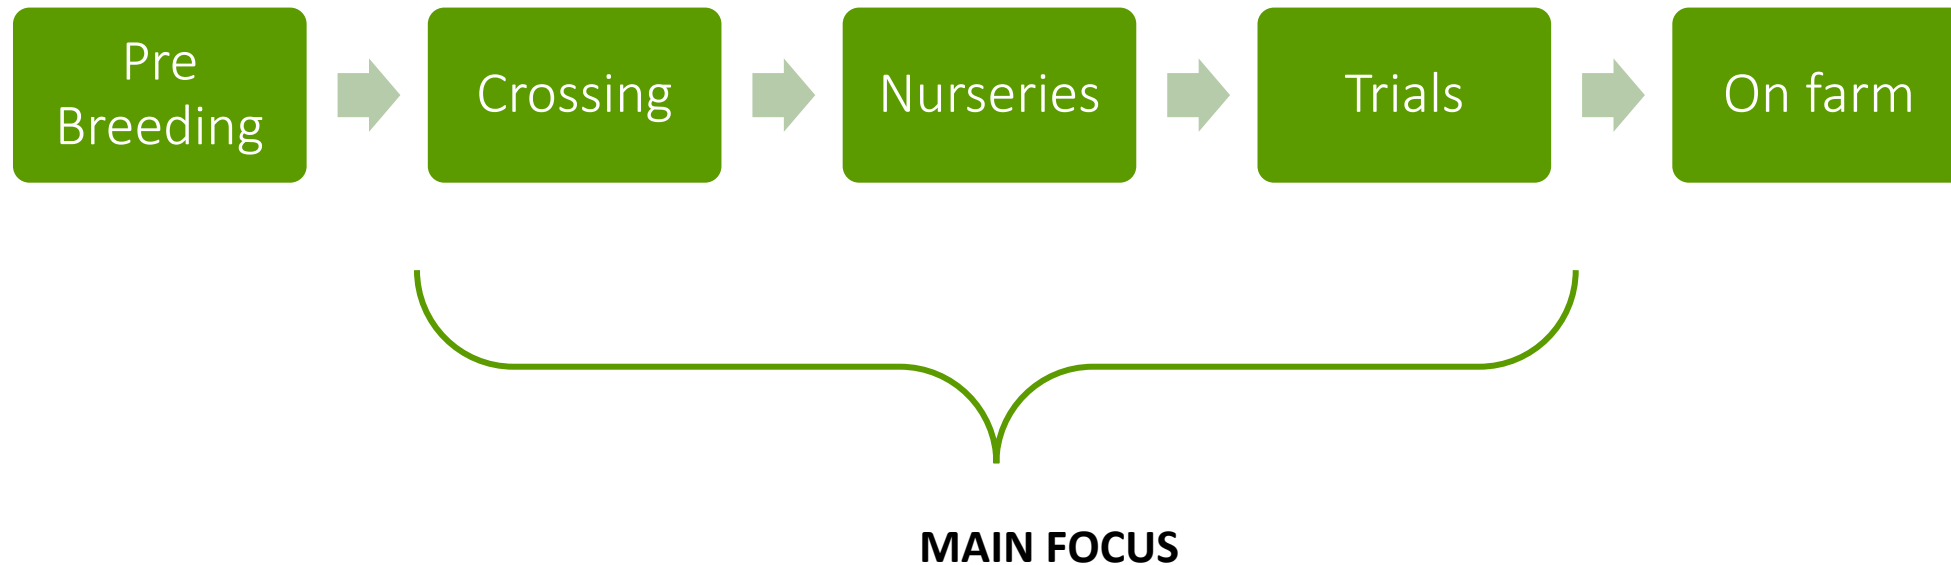 Pre
Breeding
Crossing
Nurseries
Trials
On farm
MAIN FOCUS